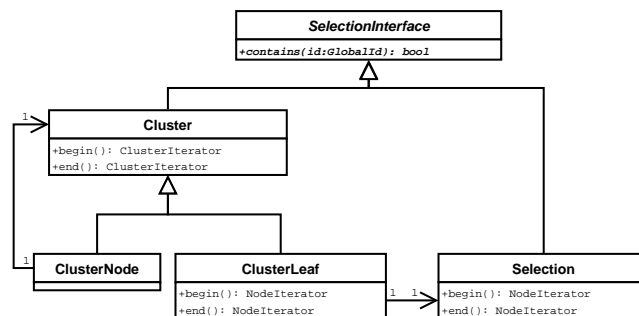 SelectionInterface
+contains(id:GlobalId): bool
1
Cluster
+begin(): ClusterIterator
+end(): ClusterIterator
1
ClusterNode
ClusterLeaf
Selection
+begin(): NodeIterator
1
1
+begin(): NodeIterator
+end(): NodeIterator
+end(): NodeIterator